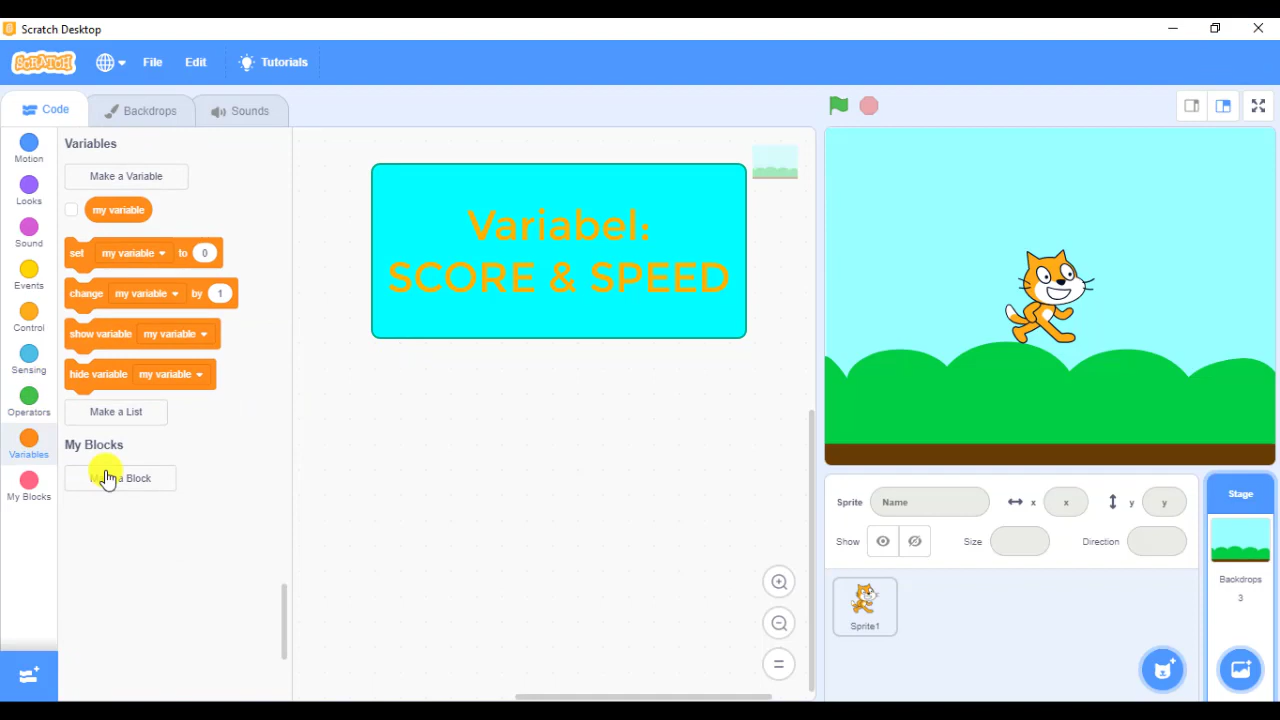 Scratch Desktop
SCRATCH
File
Edit
Tutorials
Code
Backdrops
Sounds
Motion
Looks
Sound
Events
Control
Sensing
Operators
Variables
My Blocks
Variables
Make a Variable
my variable
set my variable to 0
change my variable by 1
show variable my variable
hide variable my variable
Make a List
My Blocks
Make a Block
Variabel:
SCORE & SPEED
Sprite Name x x y y
Show Size Direction
Sprite1
Stage
Backdrops
3